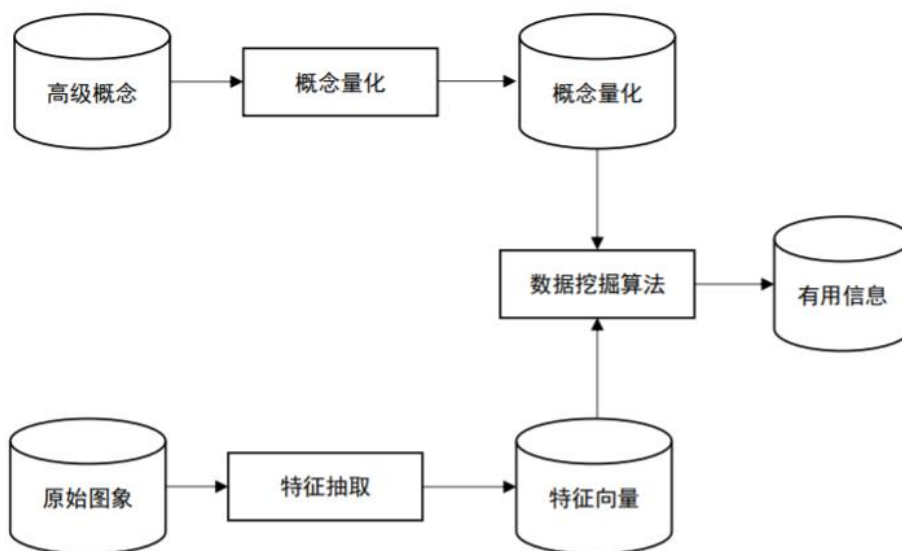 高级概念
概念量化
概念量化
数据挖掘算法
有用信息
原始图象
特征抽取
特征向量